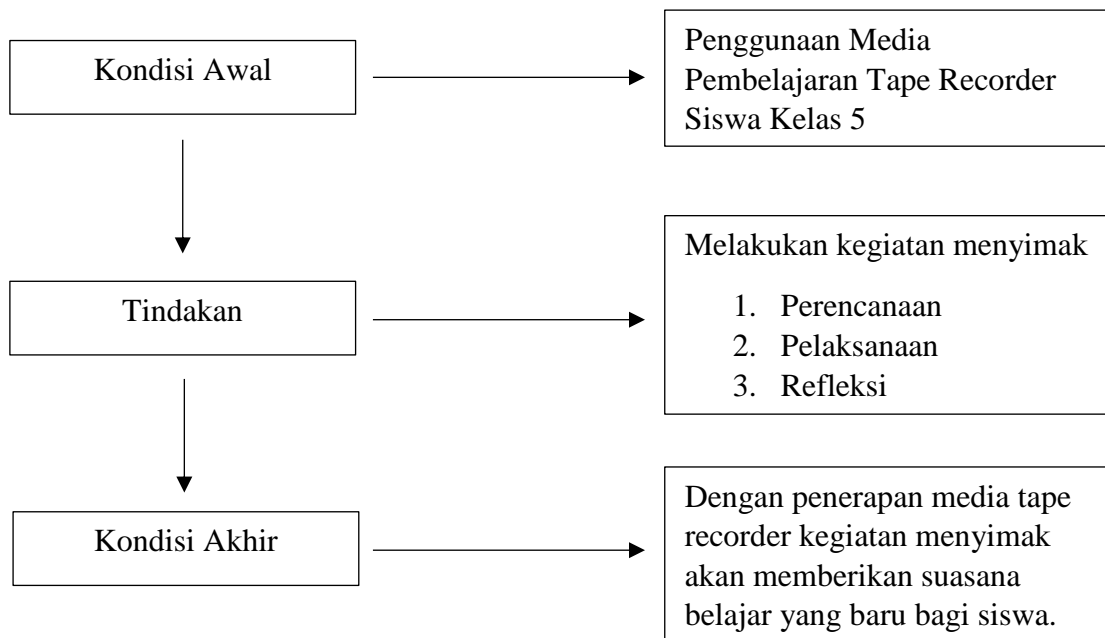 Kondisi Awal
Penggunaan Media
Pembelajaran Tape Recorder
Siswa Kelas 5
Tindakan
Melakukan kegiatan menyimak
1. Perencanaan
2. Pelaksanaan
3. Refleksi
Kondisi Akhir
Dengan penerapan media tape
recorder kegiatan menyimak
akan memberikan suasana
belajar yang baru bagi siswa.